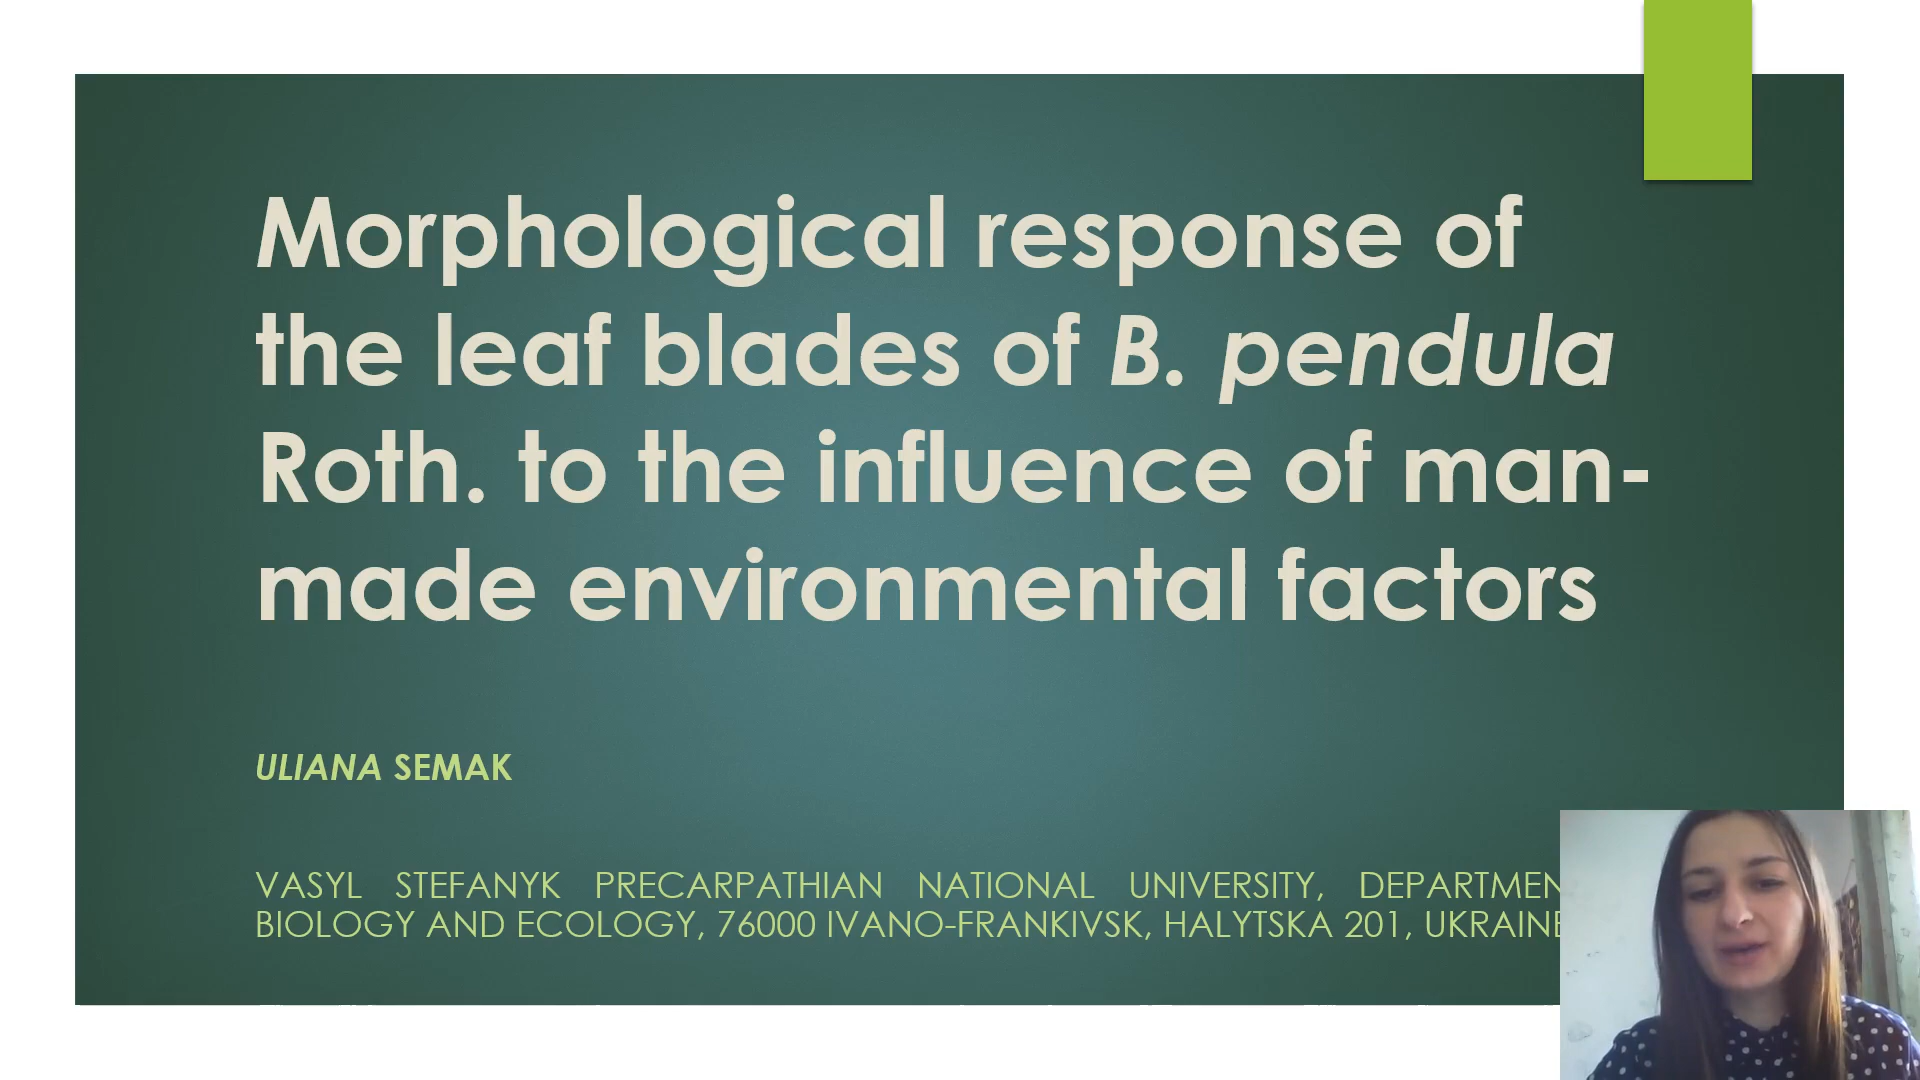 Morphological response of
the leaf blades of B. pendula
Roth. to the influence of man-
made environmental factors
ULIANA SEMAK
VASYL STEFANYK PRECARPATHIAN NATIONAL UNIVERSITY,
BIOLOGY AND ECOLOGY, 76000 IVANO-FRANKIVSK, HALYTSKA 201, UKRAINE